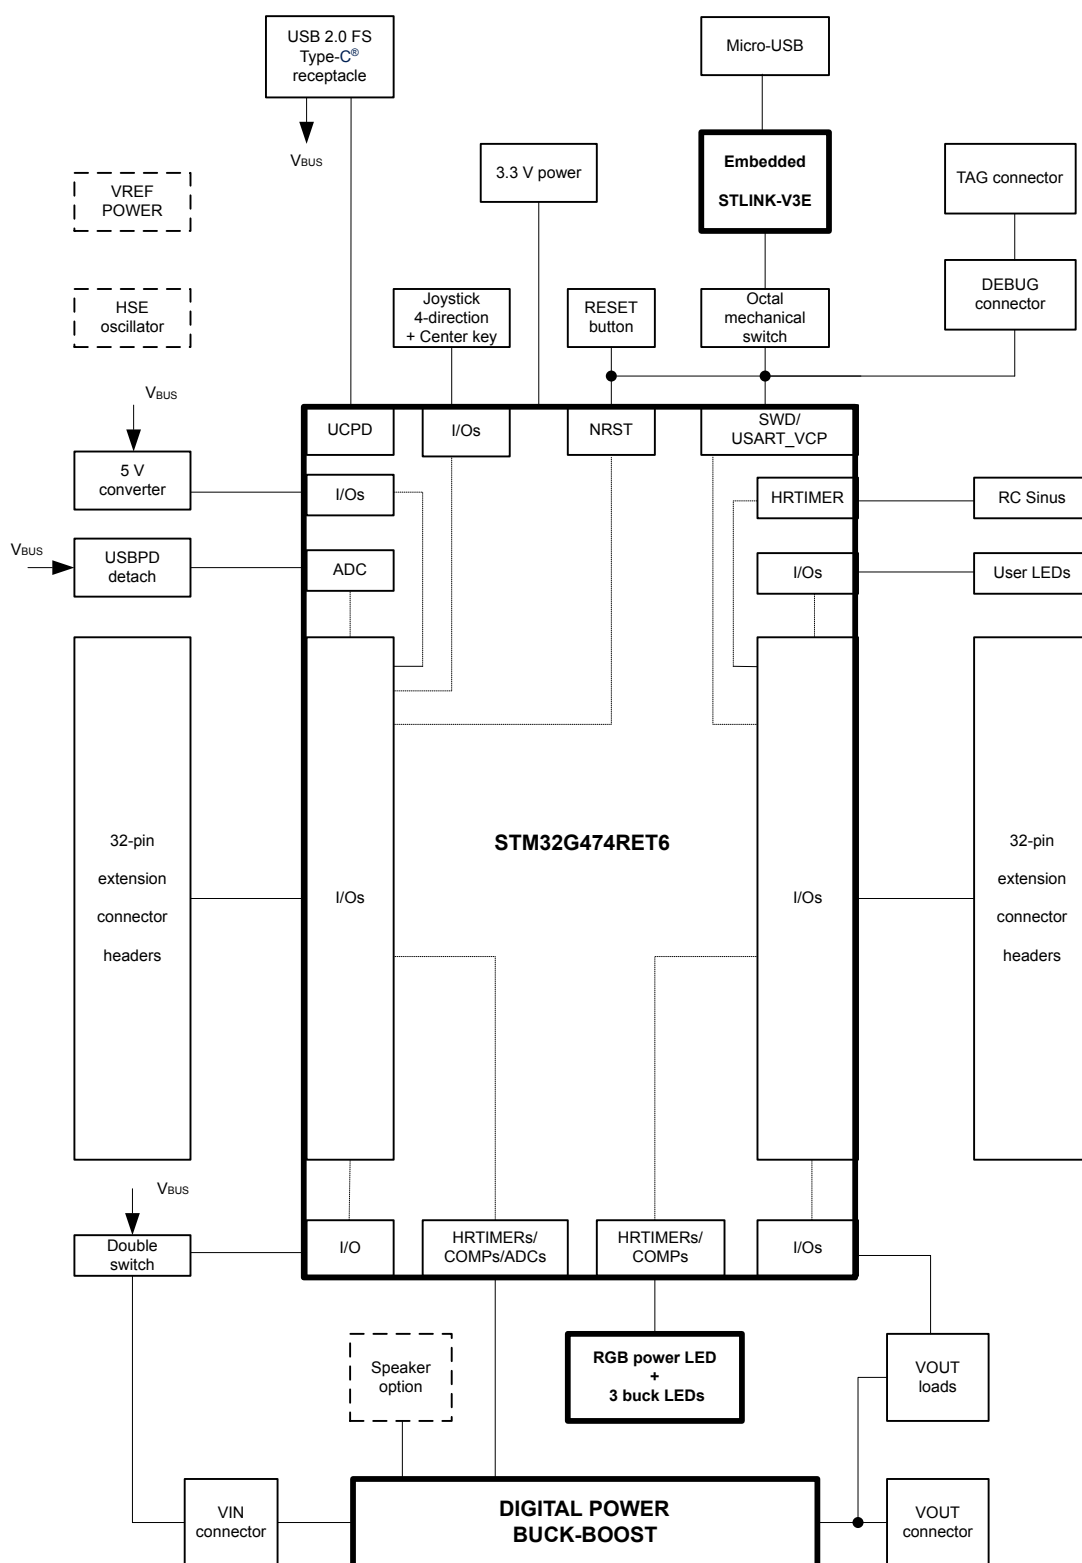 USB 2.0 FS
Type-C®
receptacle
Micro-USB
VBUS
3.3 V power
Embedded
STLINK-V3E
TAG connector
VREF
POWER
HSE
oscillator
Joystick
4-direction
+ Center key
RESET
button
Octal
mechanical
switch
DEBUG
connector
VBUS
UCPD
I/Os
NRST
SWD/
USART_VCP
5 V
converter
I/Os
HRTIMER
RC Sinus
VBUS
USBPD
detach
ADC
I/Os
User LEDs
32-pin
extension
connector
headers
I/Os
STM32G474RET6
I/Os
32-pin
extension
connector
headers
VBUS
Double
switch
I/O
HRTIMERs/
COMPs/ADCs
HRTIMERs/
COMPs
I/Os
Speaker
option
RGB power LED
+
3 buck LEDs
VOUT
loads
VIN
connector
DIGITAL POWER
BUCK-BOOST
VOUT
connector